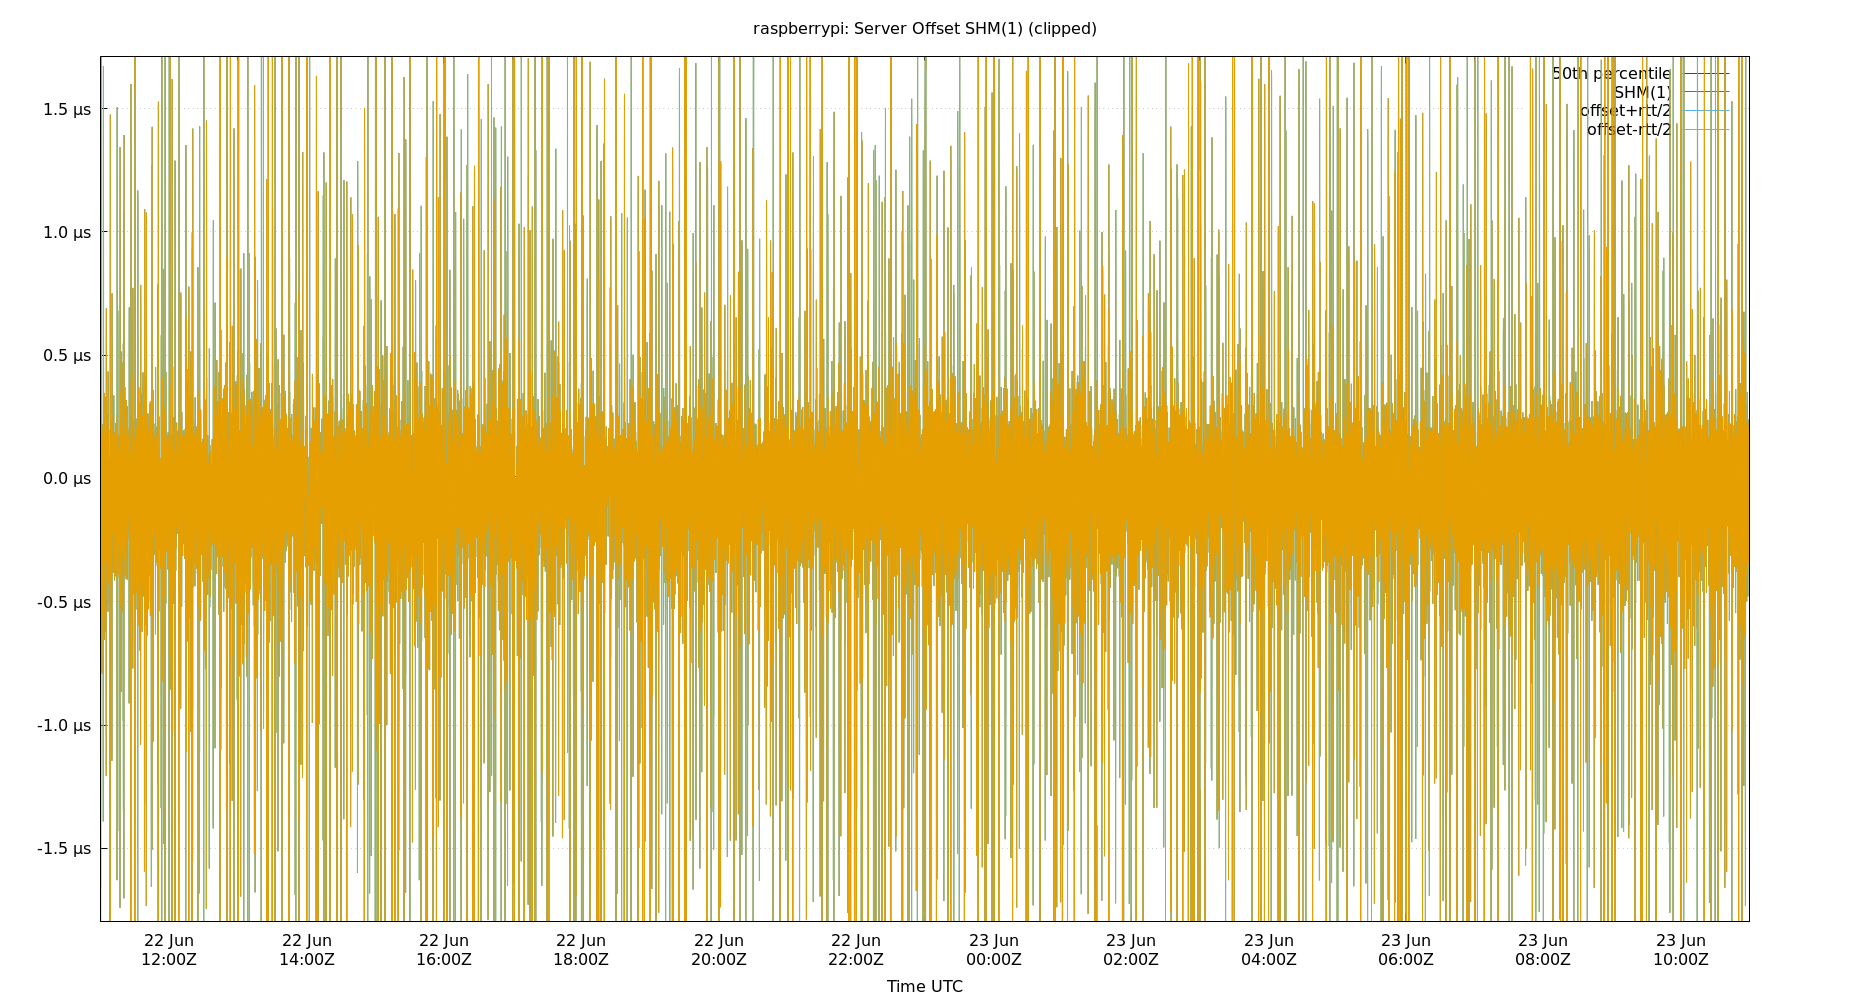 raspberrypi: Server Offset SHM(1) (clipped)
50th percentile
SHM(1)
offset+rtt/2
offset-rtt/2
1.5 µs
1.0 µs
0.5 µs
0.0 µs
-0.5 µs
-1.0 µs
-1.5 µs
22 Jun 22 Jun 22 Jun 22 Jun 22 Jun 22 Jun 23 Jun 23 Jun 23 Jun 23 Jun 23 Jun 23 Jun
12:00Z 14:00Z 16:00Z 18:00Z 20:00Z 22:00Z 00:00Z 02:00Z 04:00Z 06:00Z 08:00Z 10:00Z
Time UTC